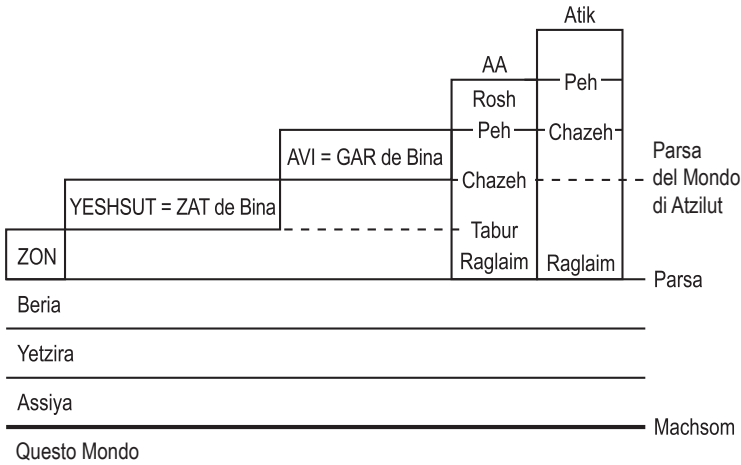 Atik
AA
Peh
Rosh
Peh
Chazeh
AVI = GAR de Bina
Parsa
del Mondo
di Atzilut
Chazeh
YESHSUT = ZAT de Bina
Tabur
ZON
Raglaim
Raglaim
Parsa
Beria
Yetzira
Assiya
Machsom
Questo Mondo